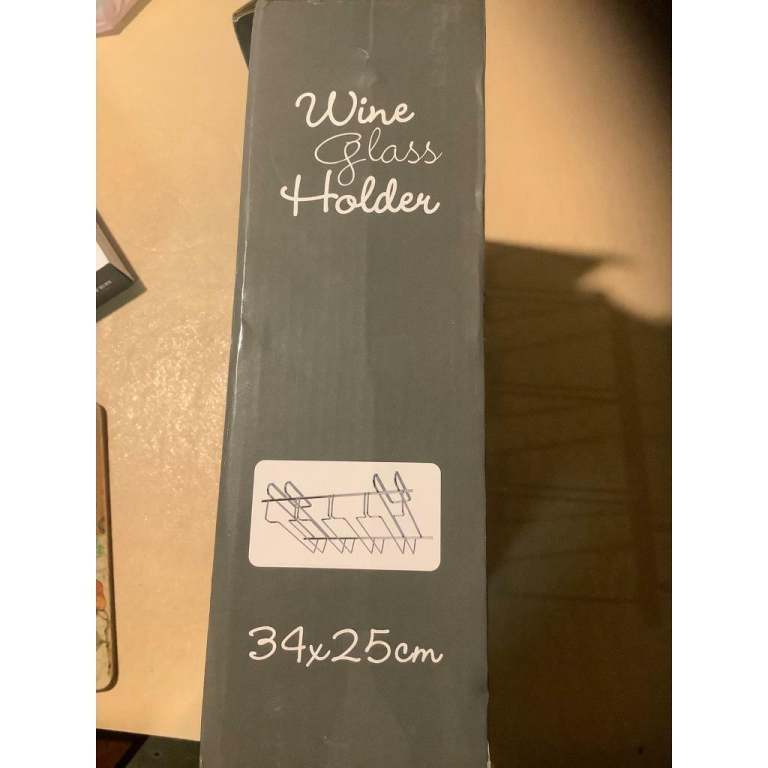 Wine
Glass
Holder
34x25cm